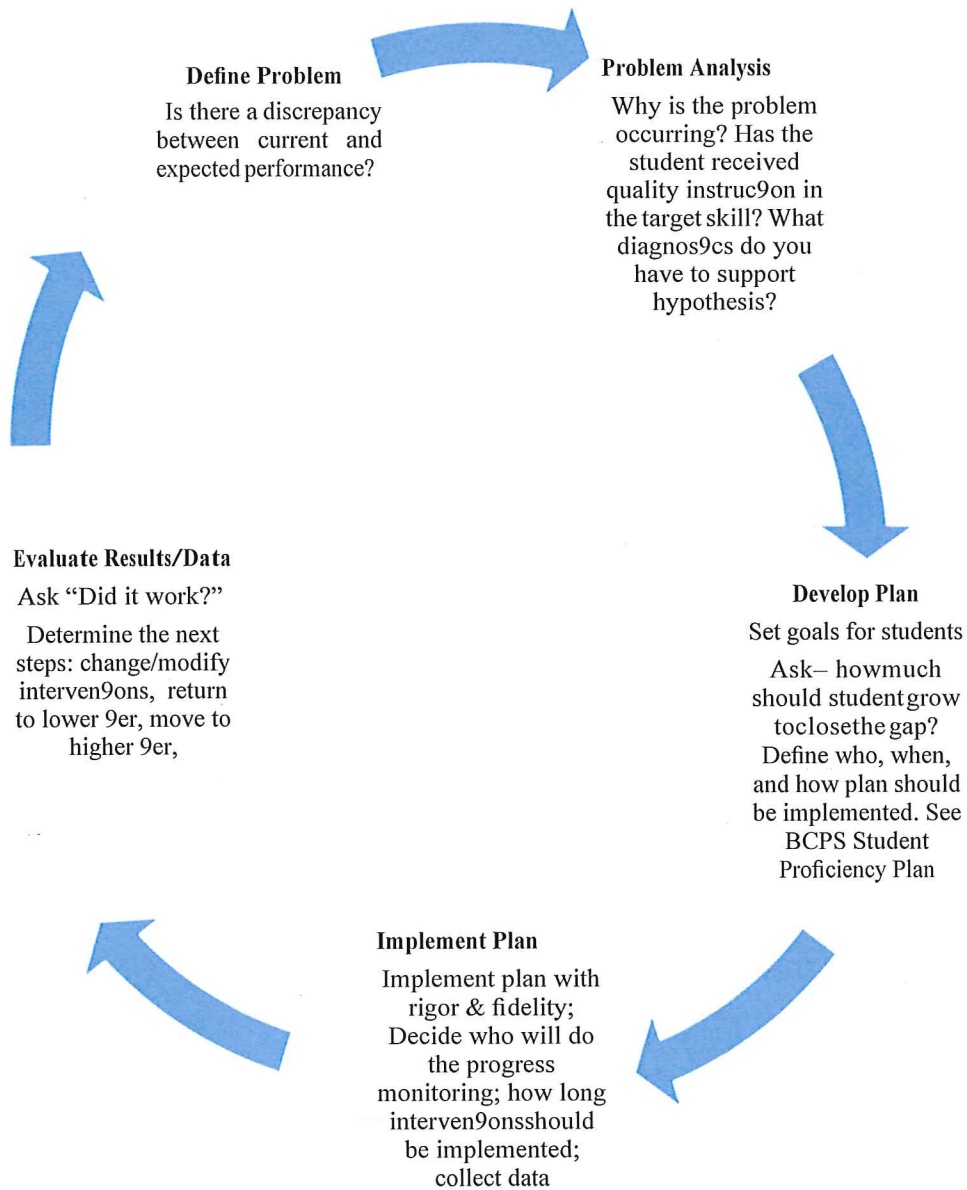 Define Problem
Is there a discrepancy
between current and
expected performance?
Problem Analysis
Why is the problem
occurring? Has the
student received
quality instruc9on in
the target skill? What
diagnos9cs do you
have to support
hypothesis?
Develop Plan
Set goals for students
Ask– howmuch
should studentgrow
toclosethe gap?
Define who, when,
and how plan should
be implemented. See
BCPS Student
Proficiency Plan
Implement Plan
Implement plan with
rigor & fidelity;
Decide who will do
the progress
monitoring; how long
interven9onsshould
be implemented;
collect data
Evaluate Results/Data
Ask “Did it work?”
Determine the next
steps: change/modify
interven9ons, return
to lower 9er, move to
higher 9er,